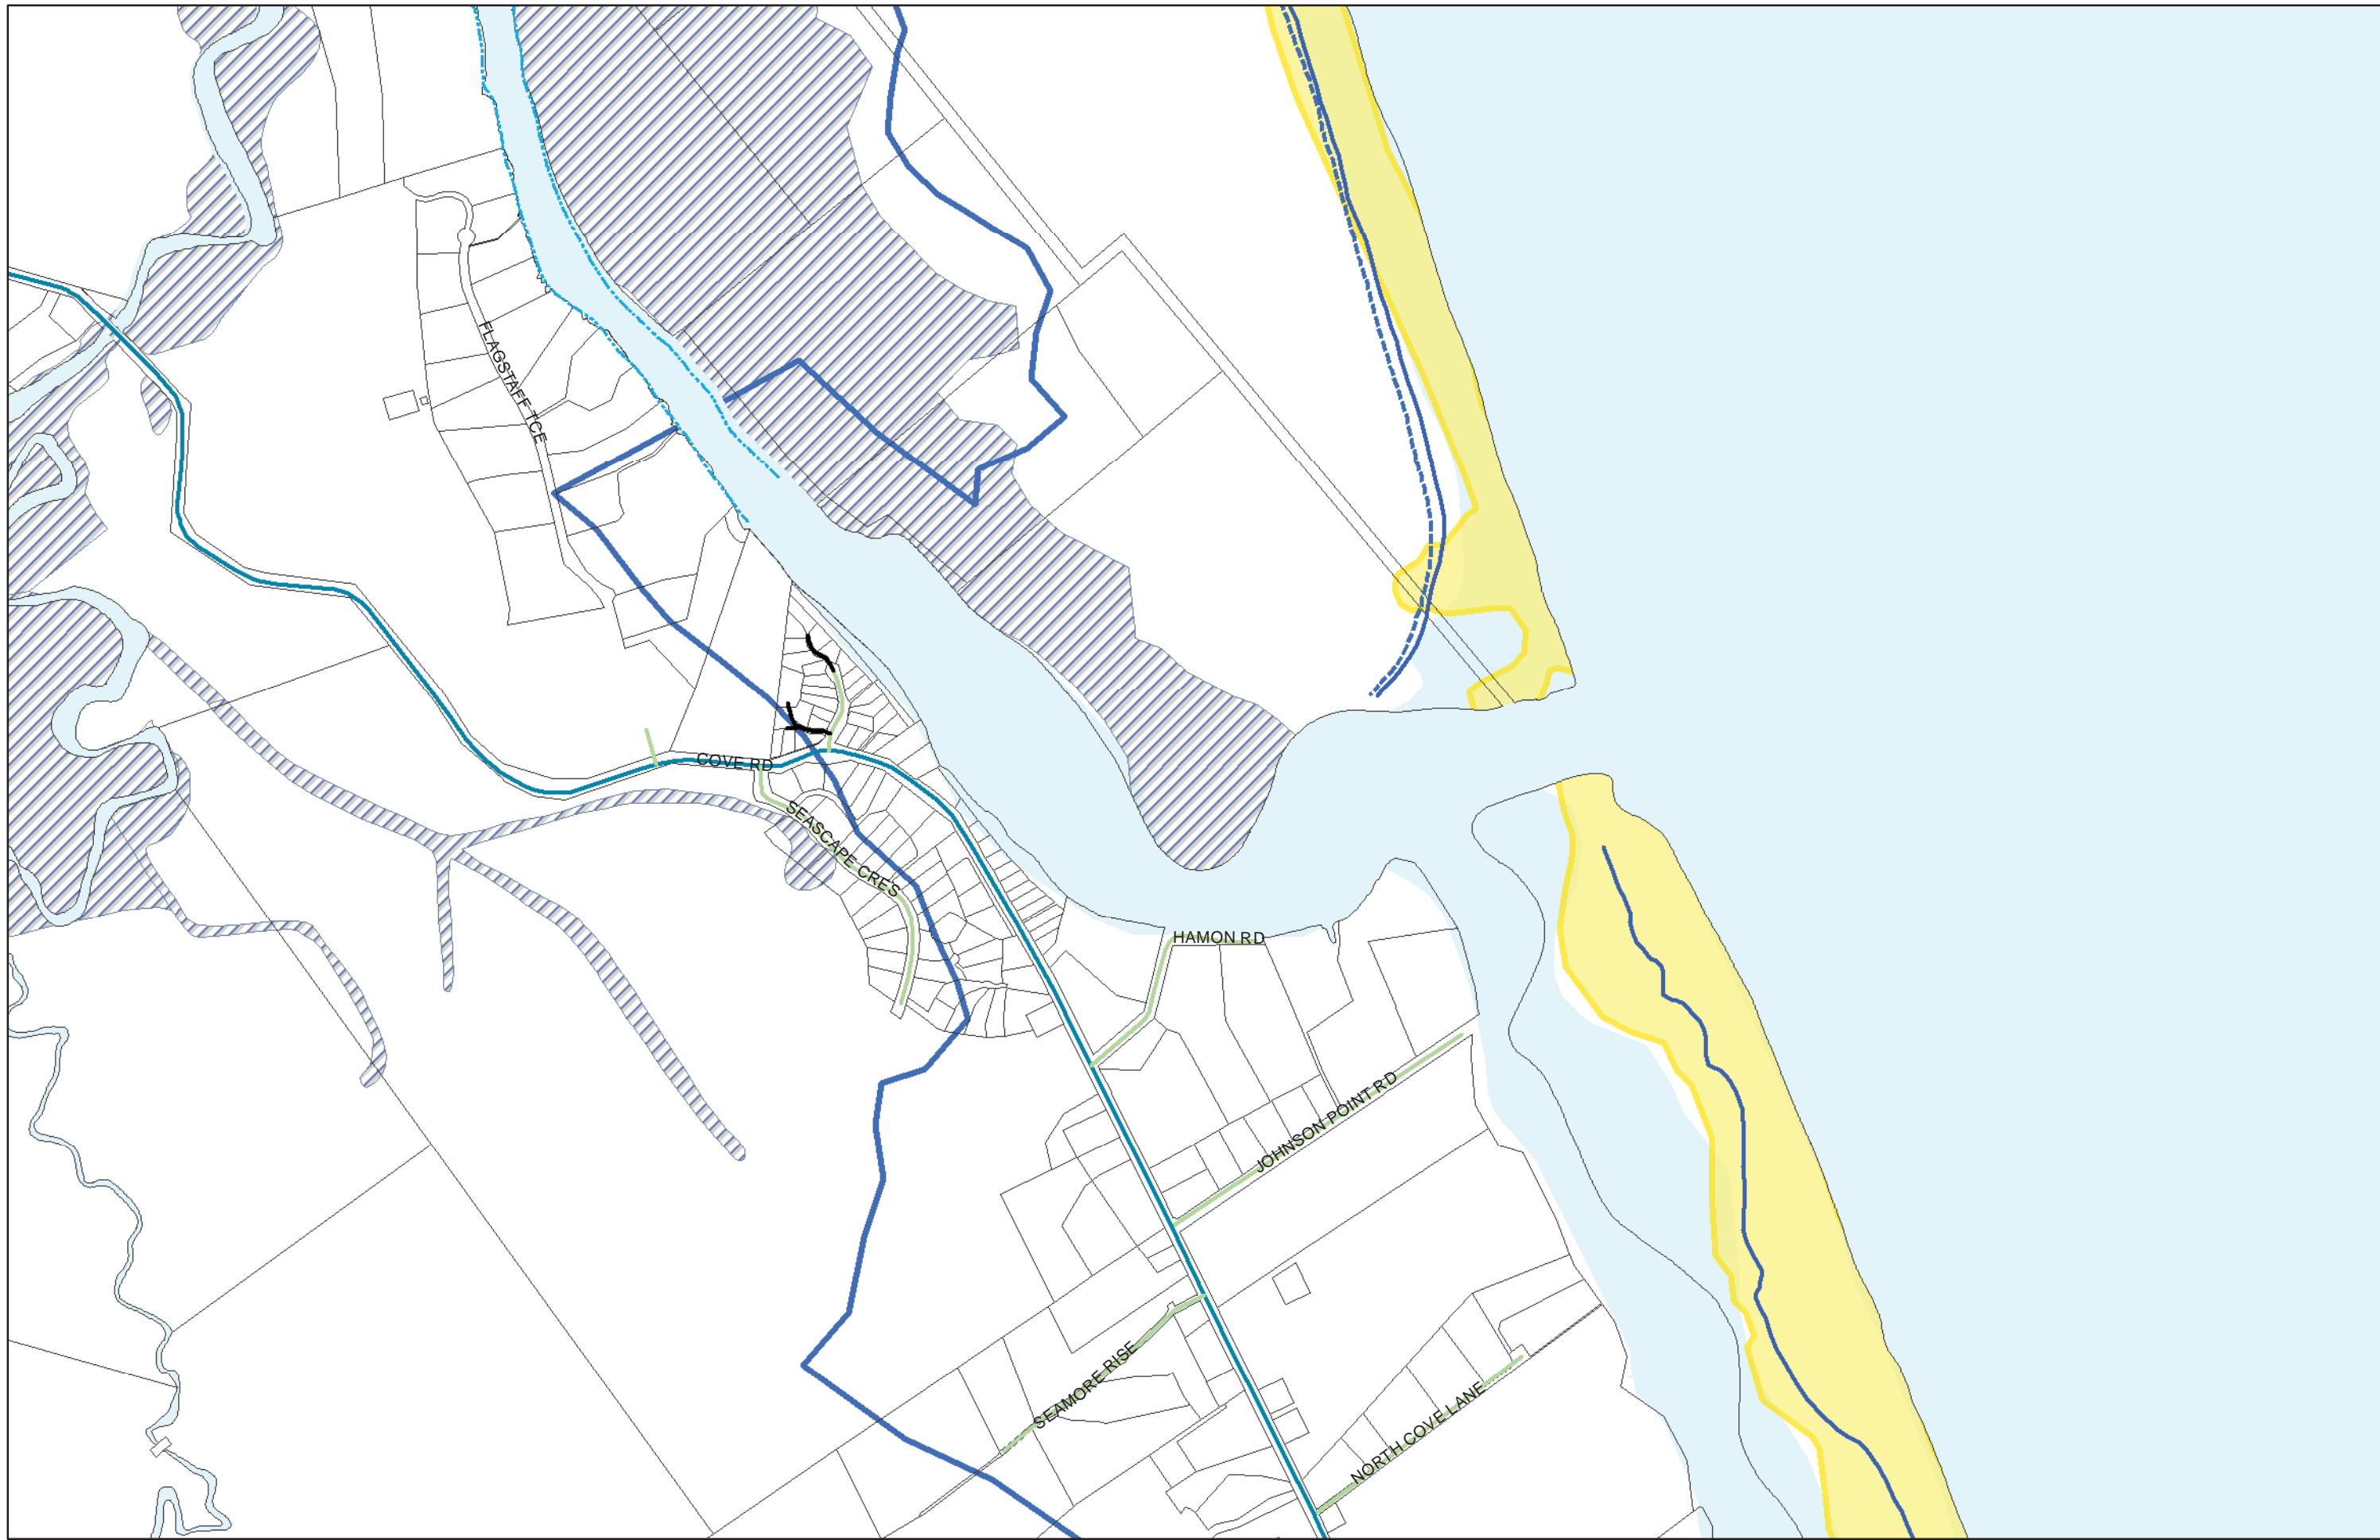 FLAGSTAFF TCE
COVE RD
SEASCAPE CRES
HAMON RD
JOHNSON POINT RD
SEAMORE RISE
NORTH COVE LANE